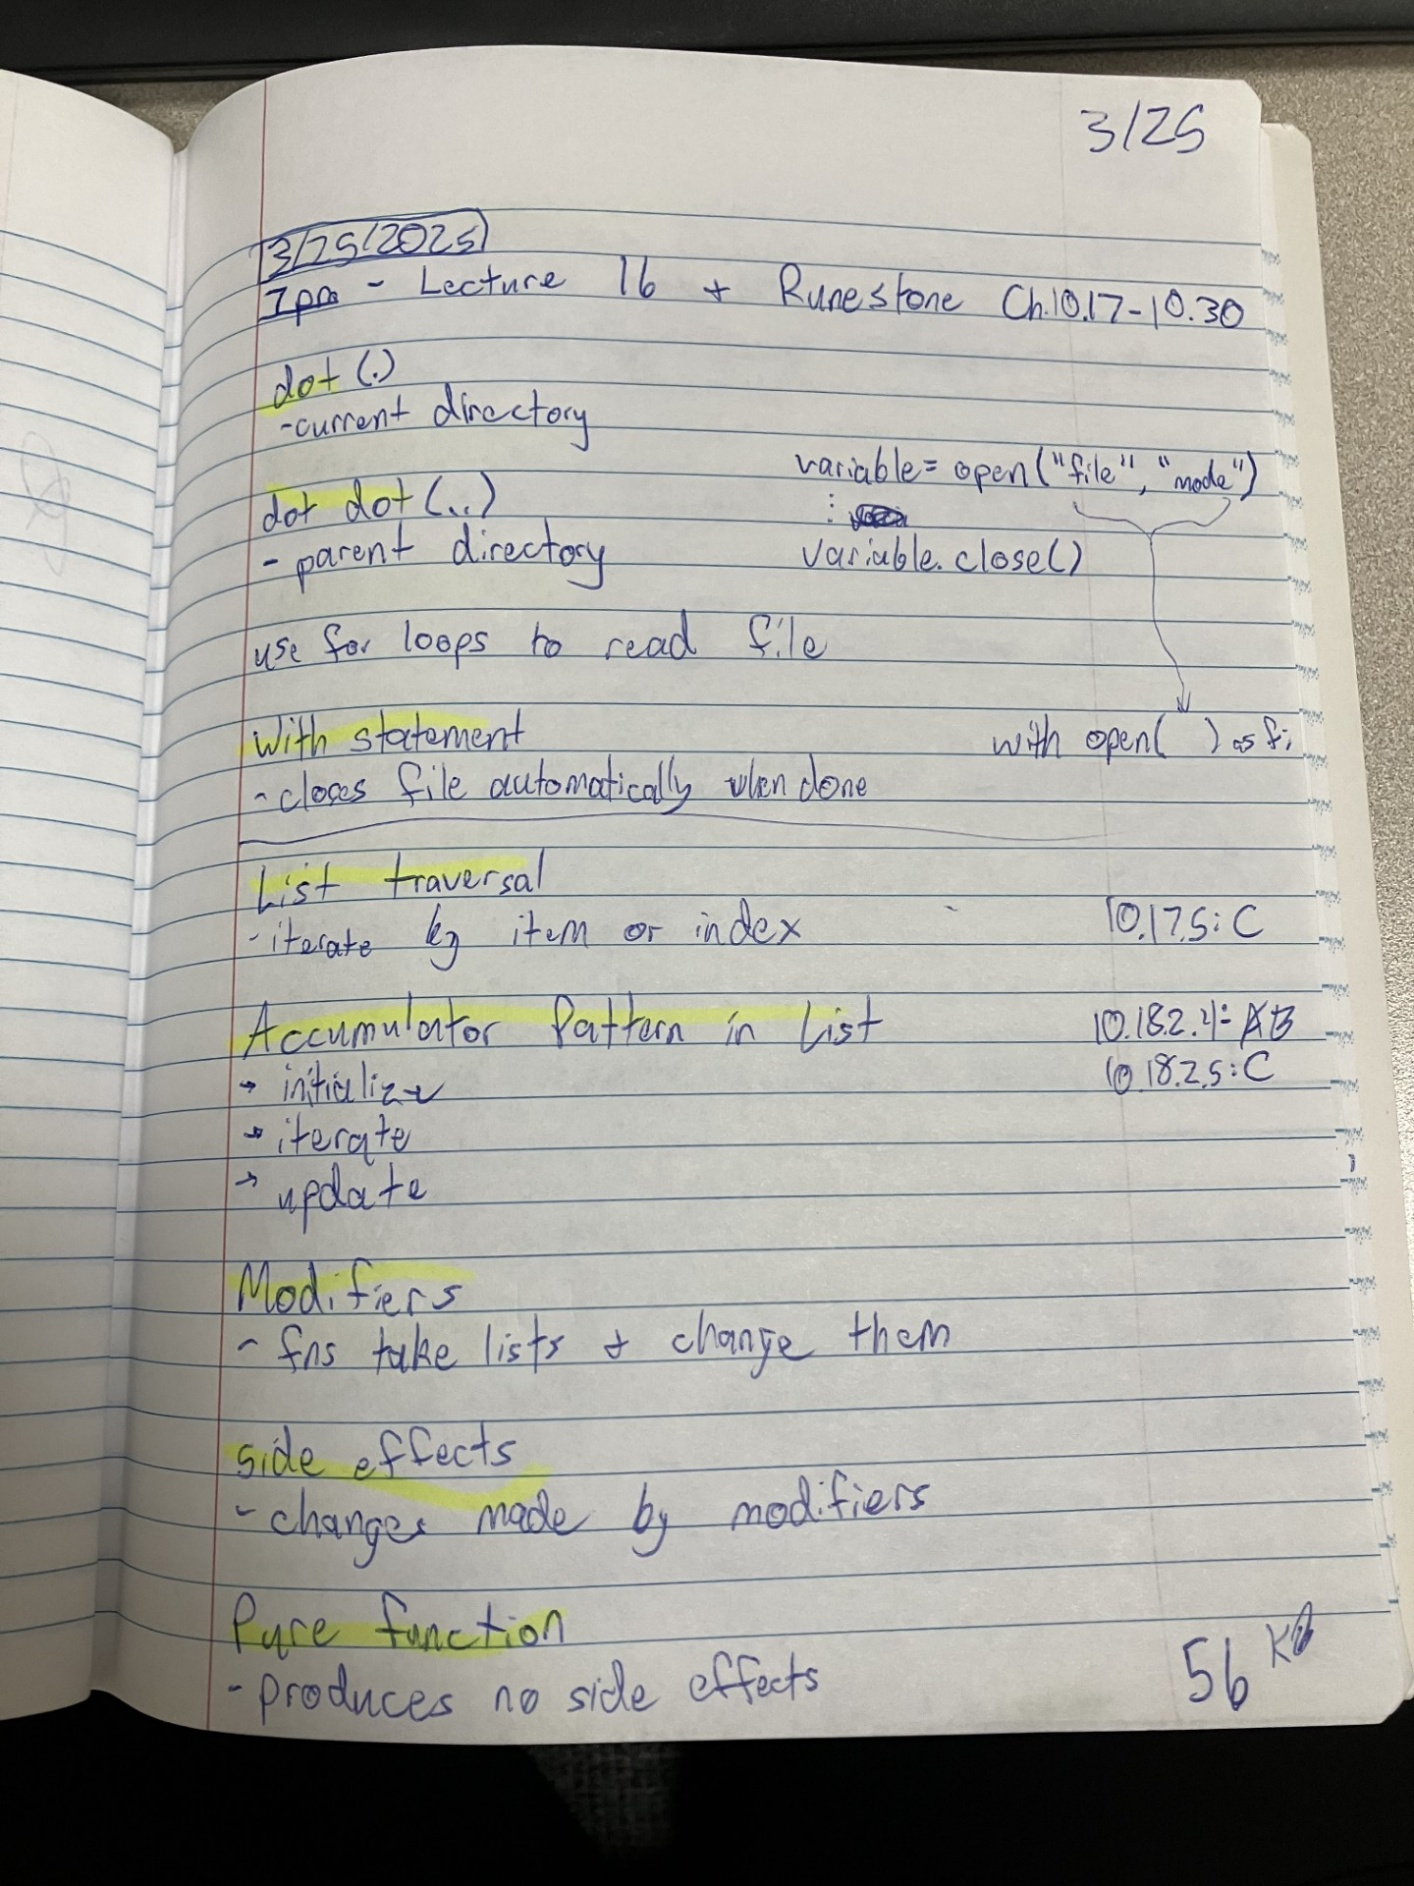 3/25
3/25/2025
7pm - Lecture 16 + Runestone Ch.10.17-10.30
dot (.)
-current directory
variable = open("file", "mode")
dot dot (..)
:
- parent directory
variable.close()
use for loops to read file
With statement
with open( ) as fi
- closes file automatically when done
List traversal
- iterate by item or index
10.17.5: C
Accumulator Pattern in List
10.18.2.4: B
→ initialize
10.18.2.5: C
→ iterate
→ update
Modifiers
- fns take lists + change them
side effects
- changes made by modifiers
Pure function
- produces no side effects
56